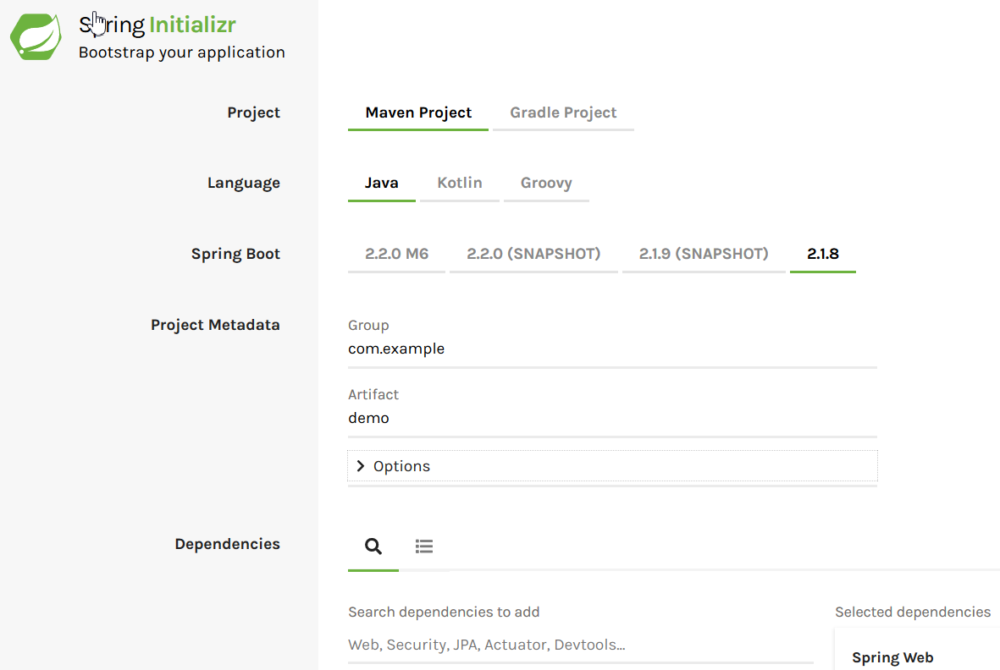 Spring Initializr
Bootstrap your application
Project
Maven Project Gradle Project
Language
Java Kotlin Groovy
Spring Boot
2.2.0 M6 2.2.0 (SNAPSHOT) 2.1.9 (SNAPSHOT) 2.1.8
Project Metadata
Group
com.example
Artifact
demo
Options
Dependencies
Search dependencies to add
Web, Security, JPA, Actuator, Devtools...
Selected dependencies
Spring Web